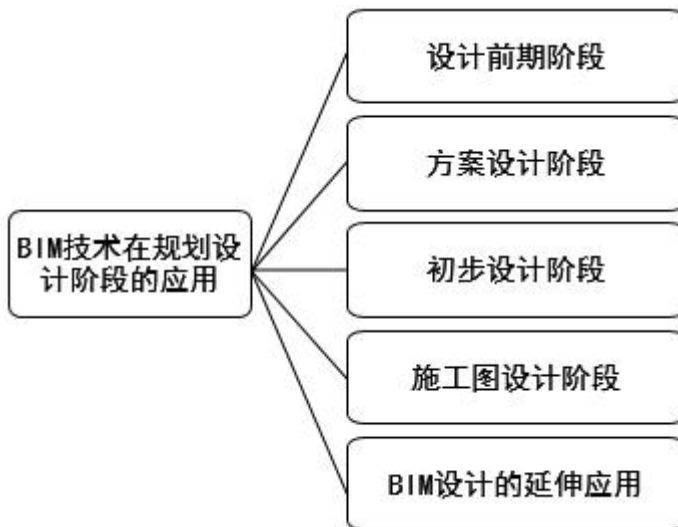 设计前期阶段
方案设计阶段
BIM技术在规划设
计阶段的应用
初步设计阶段
施工图设计阶段
BIM设计的延伸应用